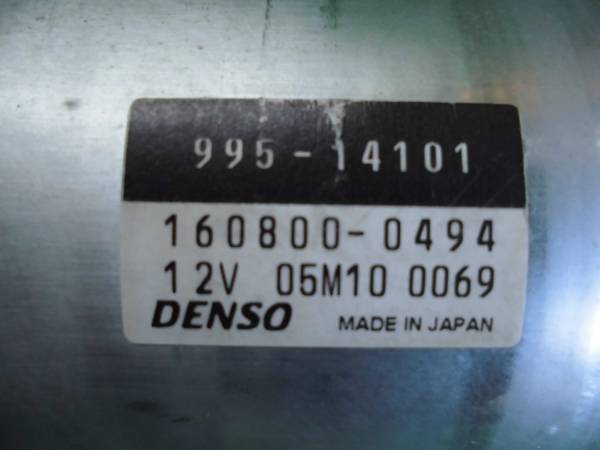 995-14101
160800-0494
12V 05M10 0069
DENSO MADE IN JAPAN